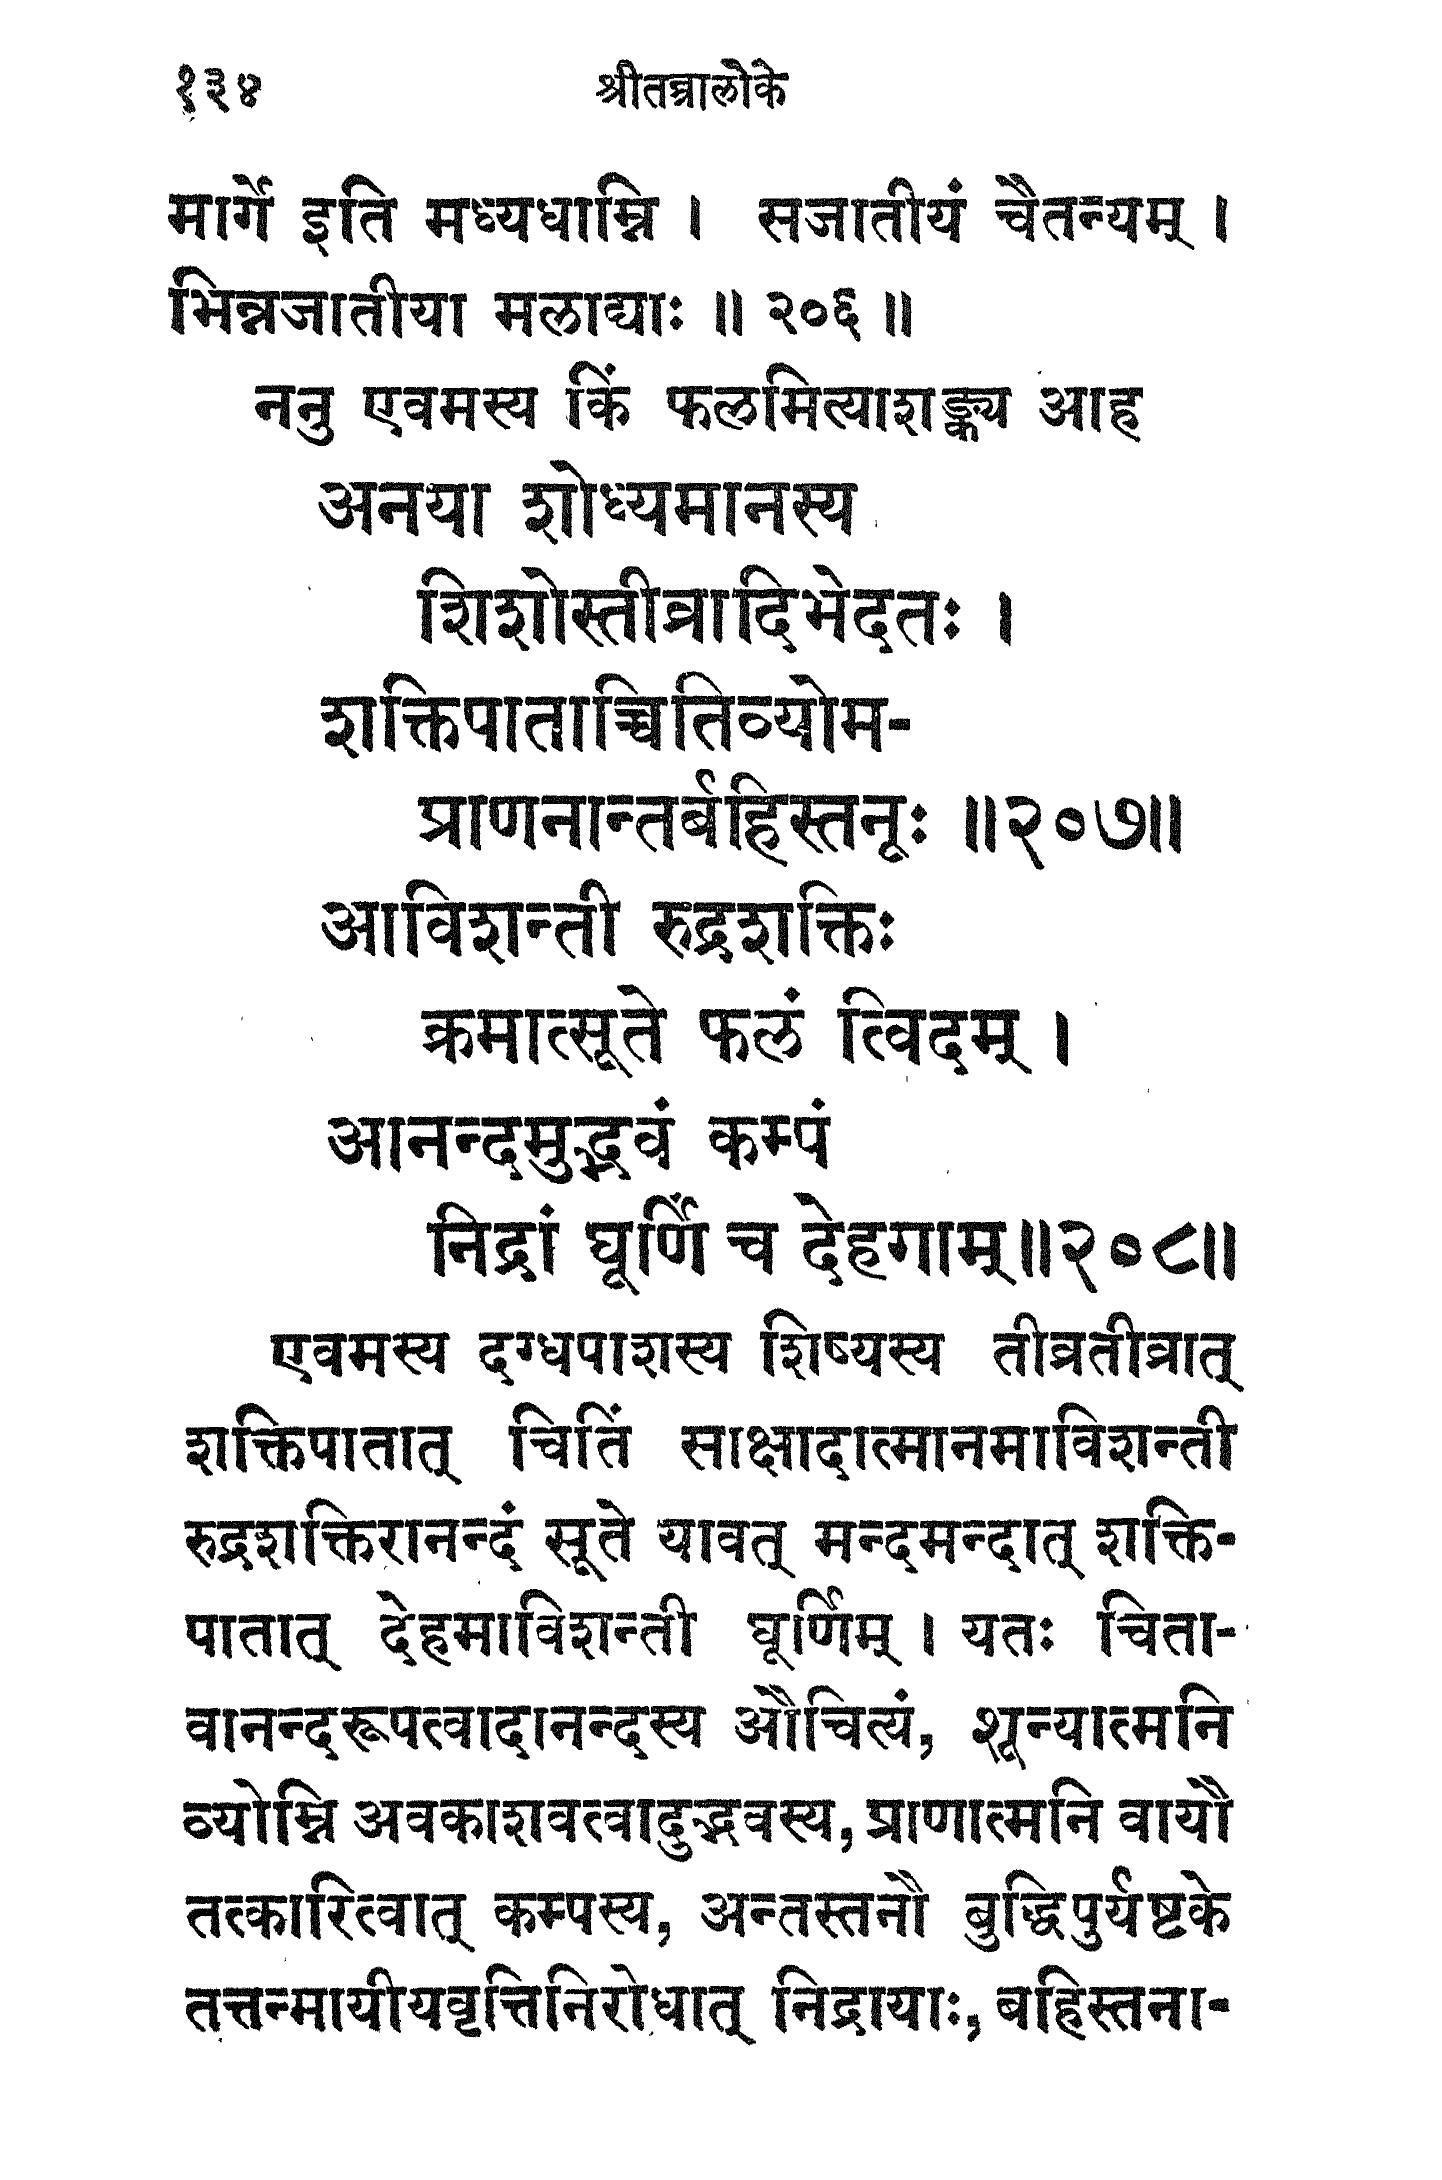 १३४ श्रीतन्त्रालोके
मार्गे इति मध्यधाम्नि । सजातीयं चैतन्यम् ।
भिन्नजातीया मलाद्याः ॥ २०६ ॥
ननु एवमस्य किं फलमित्याशङ्क्य आह
अनया शोध्यमानस्य
शिशोस्तीव्रादिभेदतः ।
शक्तिपाताच्चितिव्योम-
प्राणनान्तर्बहिस्तनूः ॥२०७॥
आविशन्ती रुद्रशक्तिः
क्रमात्सूते फलं त्विदम् ।
आनन्दमुद्भवं कम्पं
निद्रां घूर्णिं च देहगाम्॥२०८॥
एवमस्य दग्धपाशस्य शिष्यस्य तीव्रतीव्रात्
शक्तिपातात् चितिं साक्षादात्मानमाविशन्ती
रुद्रशक्तिरानन्दं सूते यावत् मन्दमन्दात् शक्ति-
पातात् देहमाविशन्ती घूर्णिम् । यतः चिता-
वानन्दरूपत्वादानन्दस्य औचित्यं, शून्यात्मनि
व्योम्नि अवकाशवत्वादुद्भवस्य, प्राणात्मनि वायौ
तत्कारित्वात् कम्पस्य, अन्तस्तनौ बुद्धिपुर्यष्टके
तत्तन्मायीयवृत्तिनिरोधात् निद्रायाः, बहिस्तना-